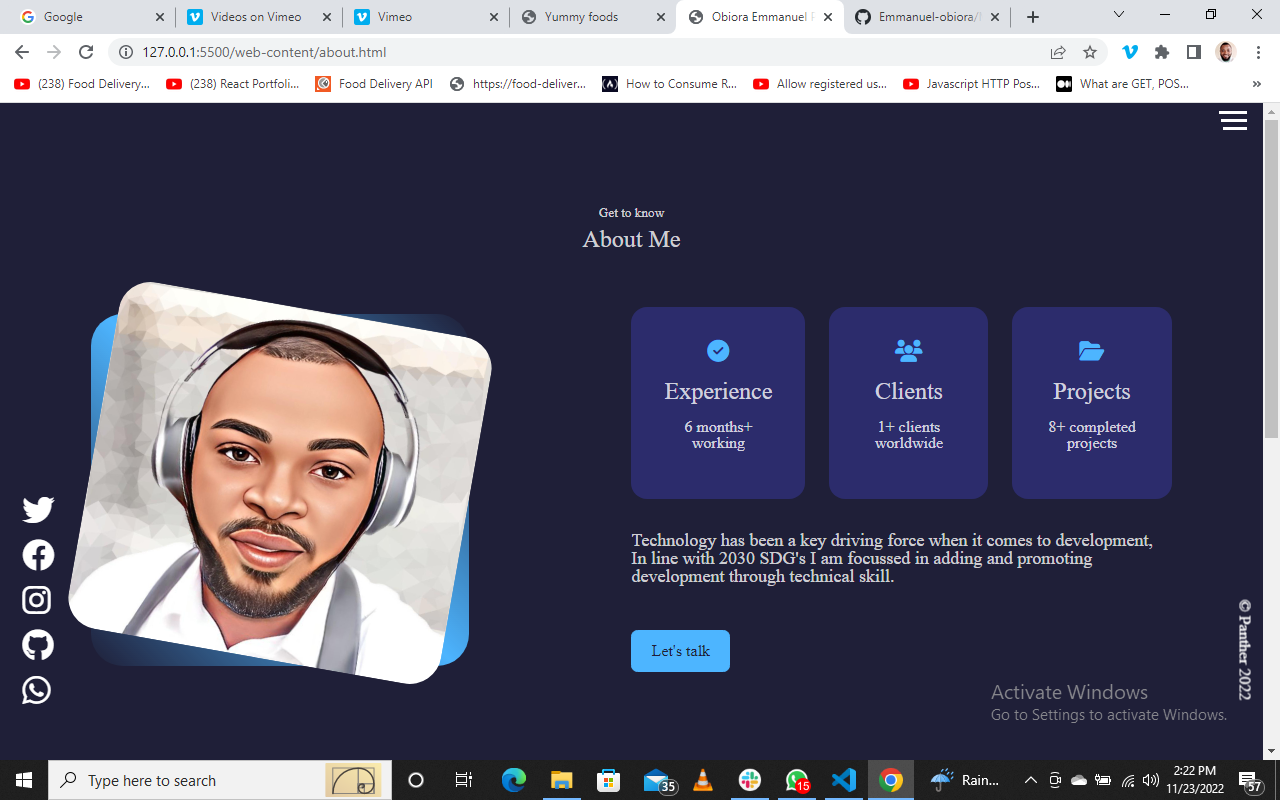 Google
Videos on Vimeo
Vimeo
Yummy foods
Obiora Emmanuel
Emmanuel-obiora/
127.0.0.1:5500/web-content/about.html
(238) Food Delivery...
(238) React Portfoli...
Food Delivery API
https://food-deliver...
How to Consume R...
Allow registered us...
Javascript HTTP Pos...
What are GET, POS...
»
Get to know
About Me
Experience
6 months+
working
Clients
1+ clients
worldwide
Projects
8+ completed
projects
Technology has been a key driving force when it comes to development,
In line with 2030 SDG's I am focussed in adding and promoting
development through technical skill.
Let's talk
© Panther 2022
Activate Windows
Go to Settings to activate Windows.
Type here to search
35
15
Rain...
2:22 PM
11/23/2022
57